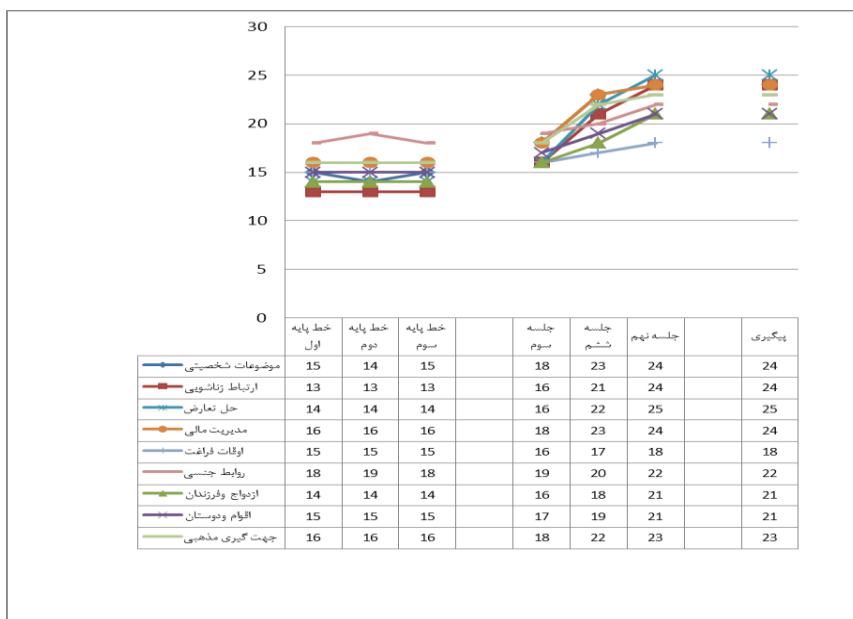 30
25
20
15
10
5
0
خط پایه اول خط پایه دوم خط پایه سوم جلسه سوم جلسه ششم جلسه نهم پیگیری
موضوعات شخصیتی 15 14 15 18 23 24 24
ارتباط زناشویی 13 13 13 16 21 24 24
حل تعارض 14 14 14 16 22 25 25
مدیریت مالی 16 16 16 18 23 24 24
اوقات فراغت 15 15 15 16 17 18 18
روابط جنسی 18 19 18 19 20 22 22
ازدواج وفرزندان 14 14 14 16 18 21 21
اقوام ودوستان 15 15 15 17 19 21 21
جهت گیری مذهبی 16 16 16 18 22 23 23